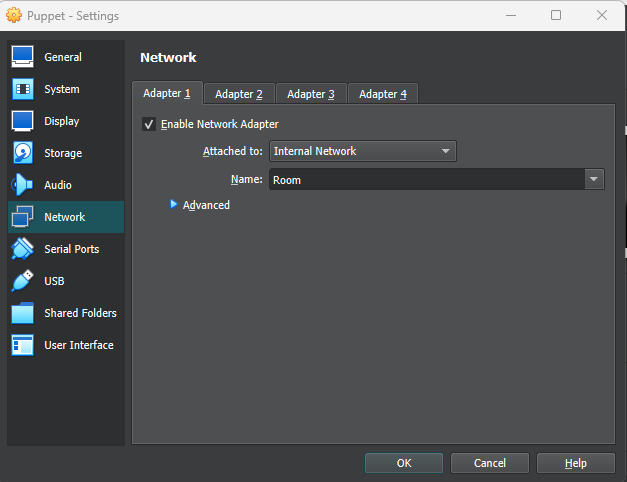 Puppet - Settings
General
System
Display
Storage
Audio
Network
Serial Ports
USB
Shared Folders
User Interface
Network
Adapter 1 Adapter 2 Adapter 3 Adapter 4
Enable Network Adapter
Attached to: Internal Network
Name: Room
Advanced
OK Cancel Help